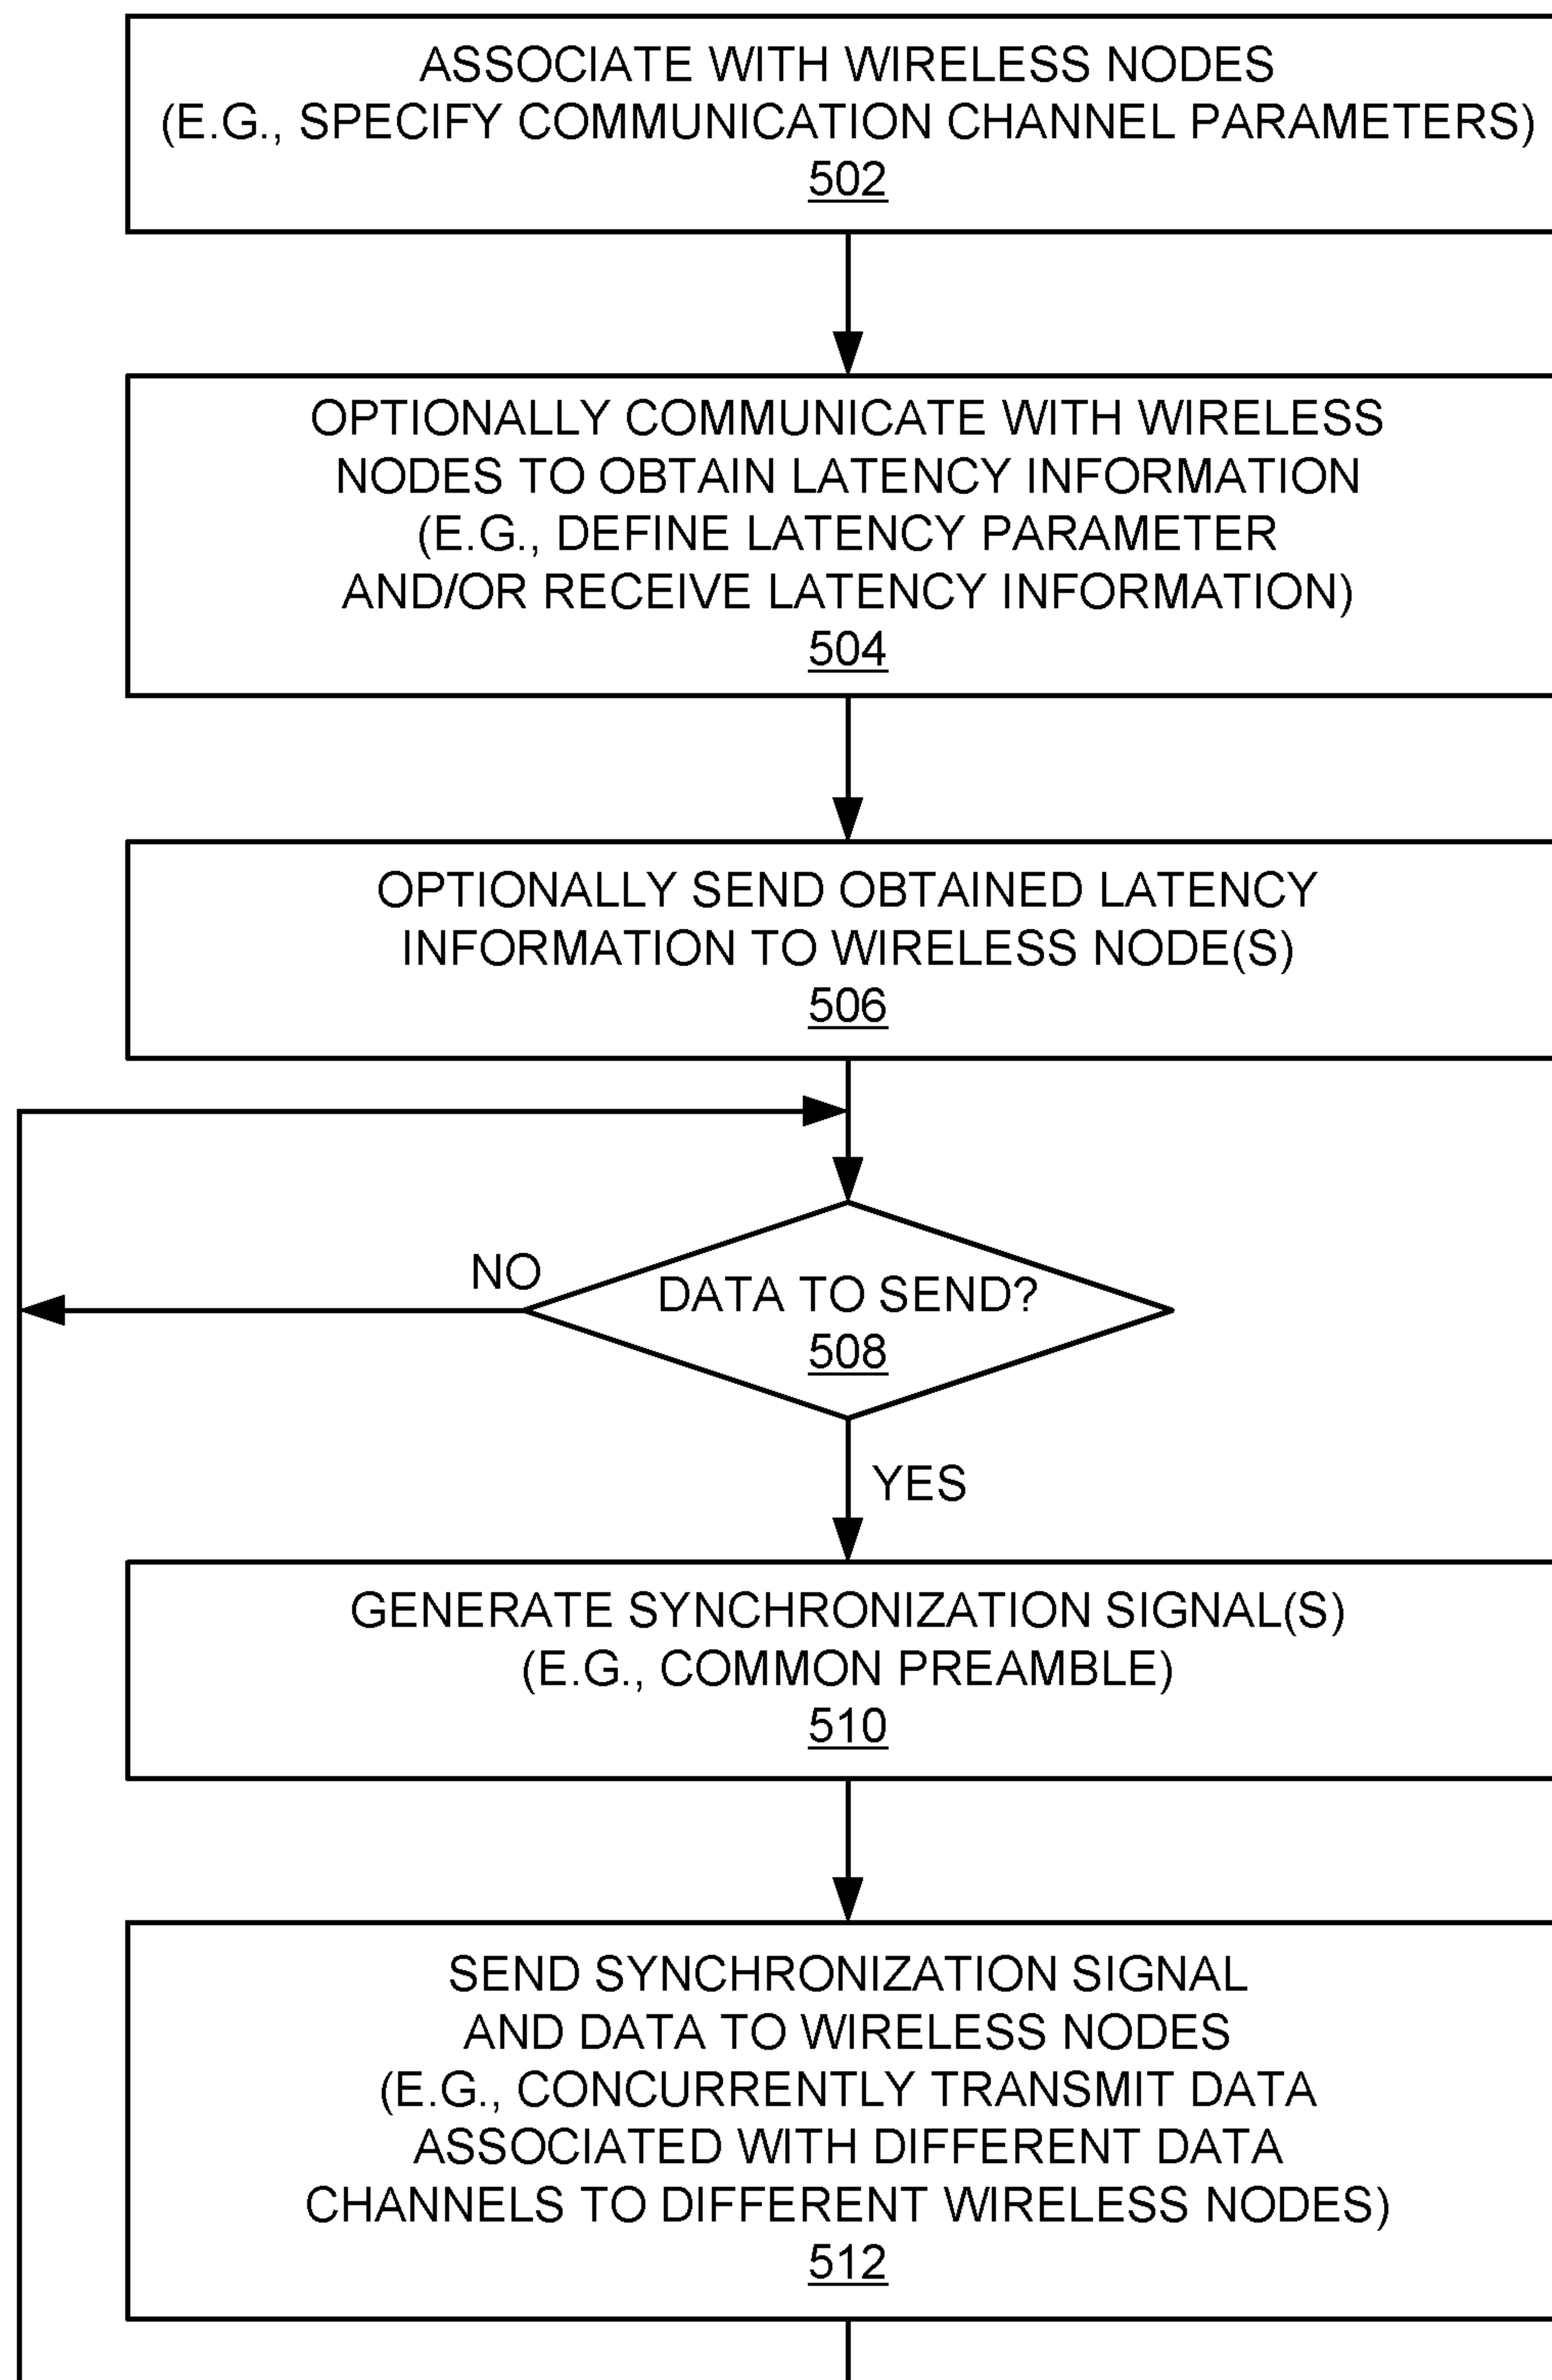 ASSOCIATE WITH WIRELESS NODES
(E.G., SPECIFY COMMUNICATION CHANNEL PARAMETERS)
502
OPTIONALLY COMMUNICATE WITH WIRELESS
NODES TO OBTAIN LATENCY INFORMATION
(E.G., DEFINE LATENCY PARAMETER
AND/OR RECEIVE LATENCY INFORMATION)
504
OPTIONALLY SEND OBTAINED LATENCY
INFORMATION TO WIRELESS NODE(S)
506
NO
DATA TO SEND?
508
YES
GENERATE SYNCHRONIZATION SIGNAL(S)
(E.G., COMMON PREAMBLE)
510
SEND SYNCHRONIZATION SIGNAL
AND DATA TO WIRELESS NODES
(E.G., CONCURRENTLY TRANSMIT DATA
ASSOCIATED WITH DIFFERENT DATA
CHANNELS TO DIFFERENT WIRELESS NODES)
512